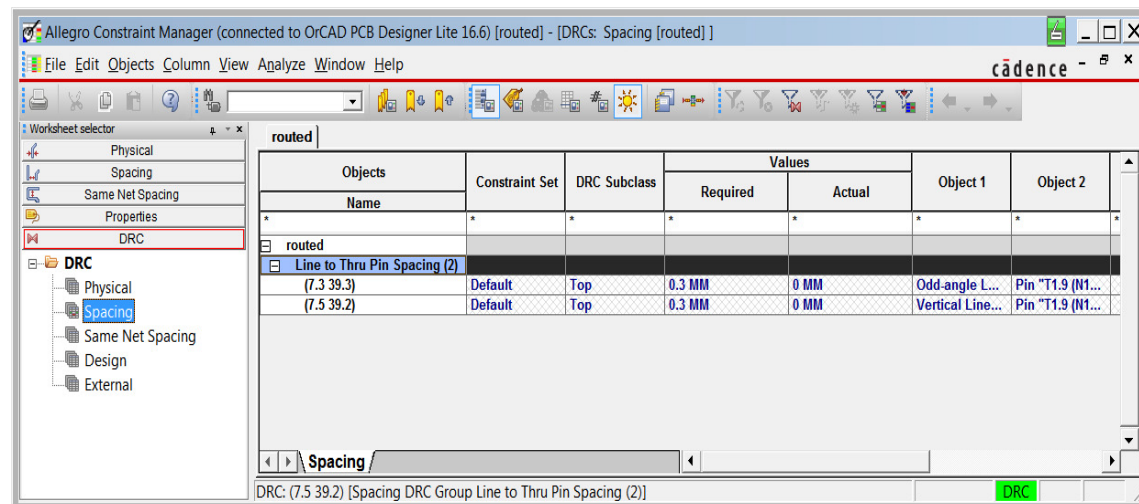 Allegro Constraint Manager (connected to OrCAD PCB Designer Lite 16.6) [routed] - [DRCs: Spacing [routed] ]
File Edit Objects Column View Analyze Window Help
cādence
Worksheet selector
Physical
Spacing
Same Net Spacing
Properties
DRC
DRC
Physical
Spacing
Same Net Spacing
Design
External
routed
Objects Constraint Set DRC Subclass Values Object 1 Object 2
Name Required Actual
* * * * * * * *
routed
Line to Thru Pin Spacing (2)
(7.3 39.3) Default Top 0.3 MM 0 MM Odd-angle L... Pin "T1.9 (N1...
(7.5 39.2) Default Top 0.3 MM 0 MM Vertical Line... Pin "T1.9 (N1...
Spacing
DRC: (7.5 39.2) [Spacing DRC Group Line to Thru Pin Spacing (2)] DRC